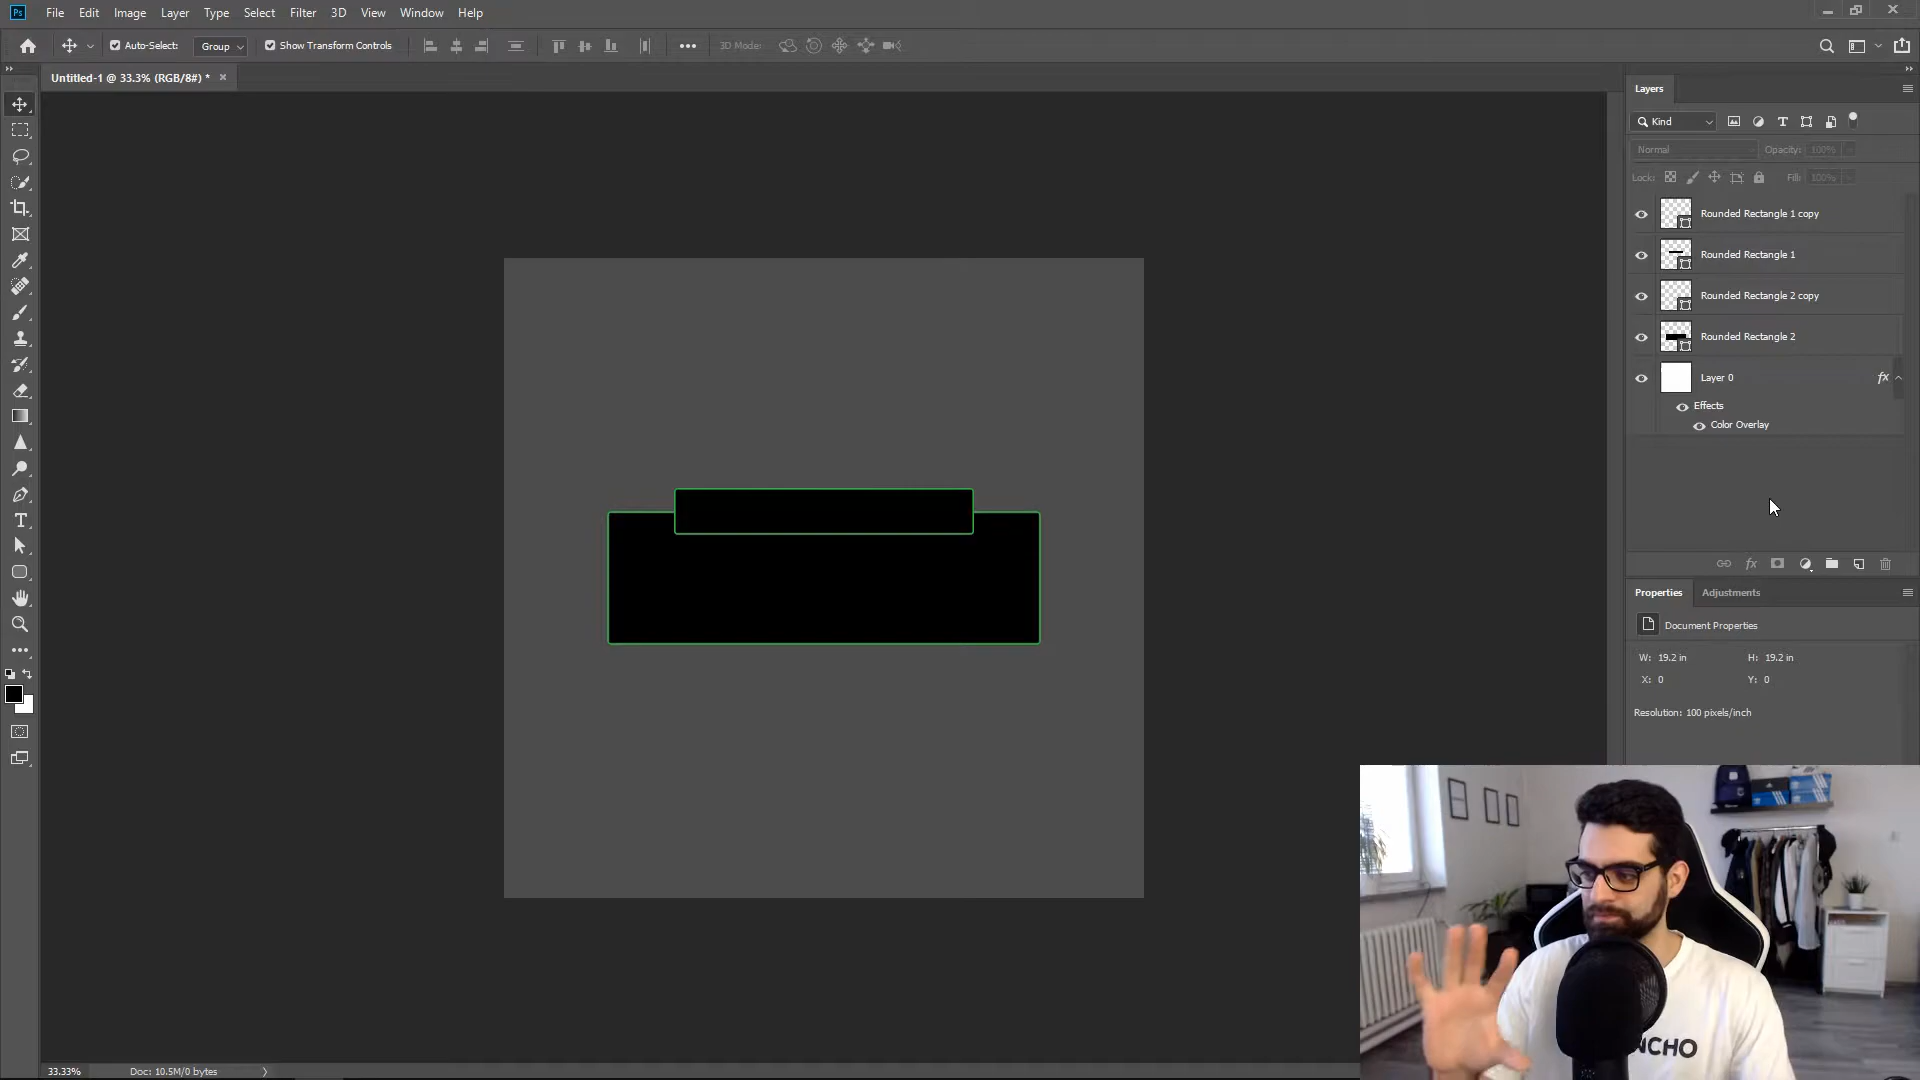 Ps File Edit Image Layer Type Select Filter 3D View Window Help
Auto-Select: Group Show Transform Controls 3D Mode:
Untitled-1 @ 33.3% (RGB/8#) * ×
Layers
Kind
Normal Opacity: 100%
Lock: Fill: 100%
Rounded Rectangle 1 copy
Rounded Rectangle 1
Rounded Rectangle 2 copy
Rounded Rectangle 2
Layer 0 fx
Effects
Color Overlay
fx
Properties Adjustments
Document Properties
W: 19.2 in H: 19.2 in
X: 0 Y: 0
Resolution: 100 pixels/inch
NCHO
33.33% Doc: 10.5M/0 bytes